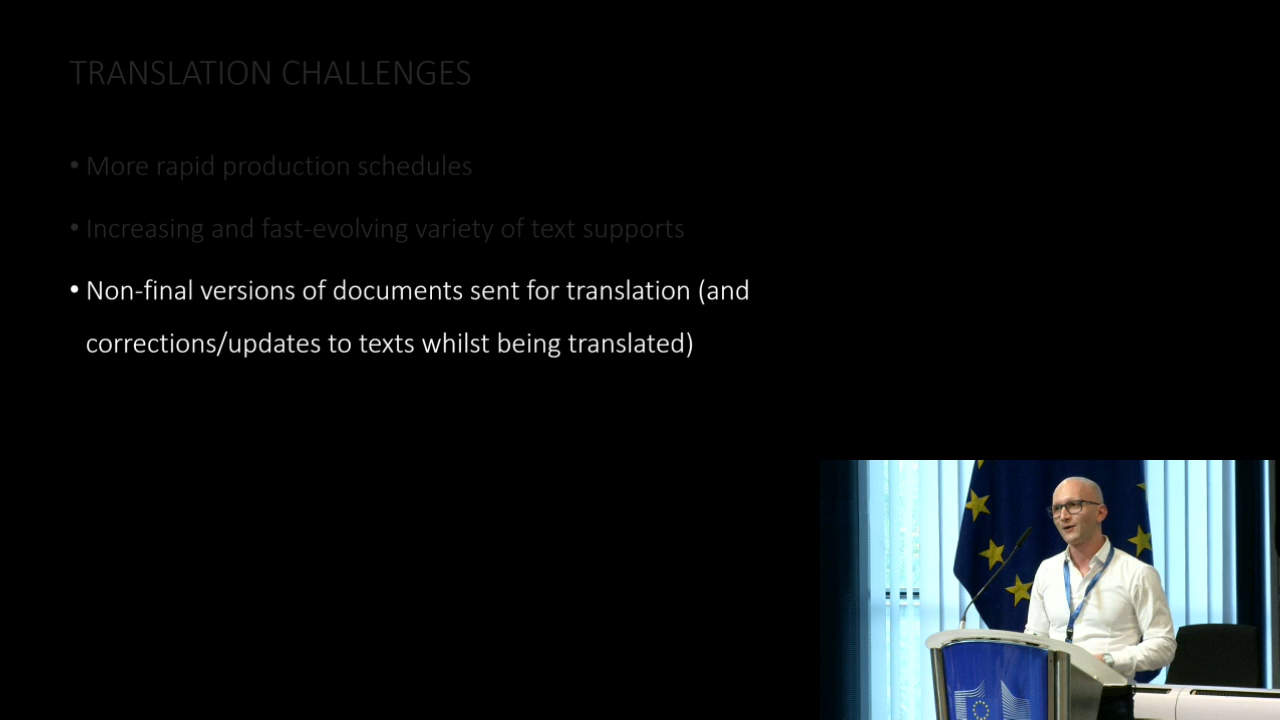 TRANSLATION CHALLENGES
• More rapid production schedules
• Increasing and fast-evolving variety of text supports
• Non-final versions of documents sent for translation (and
corrections/updates to texts whilst being translated)